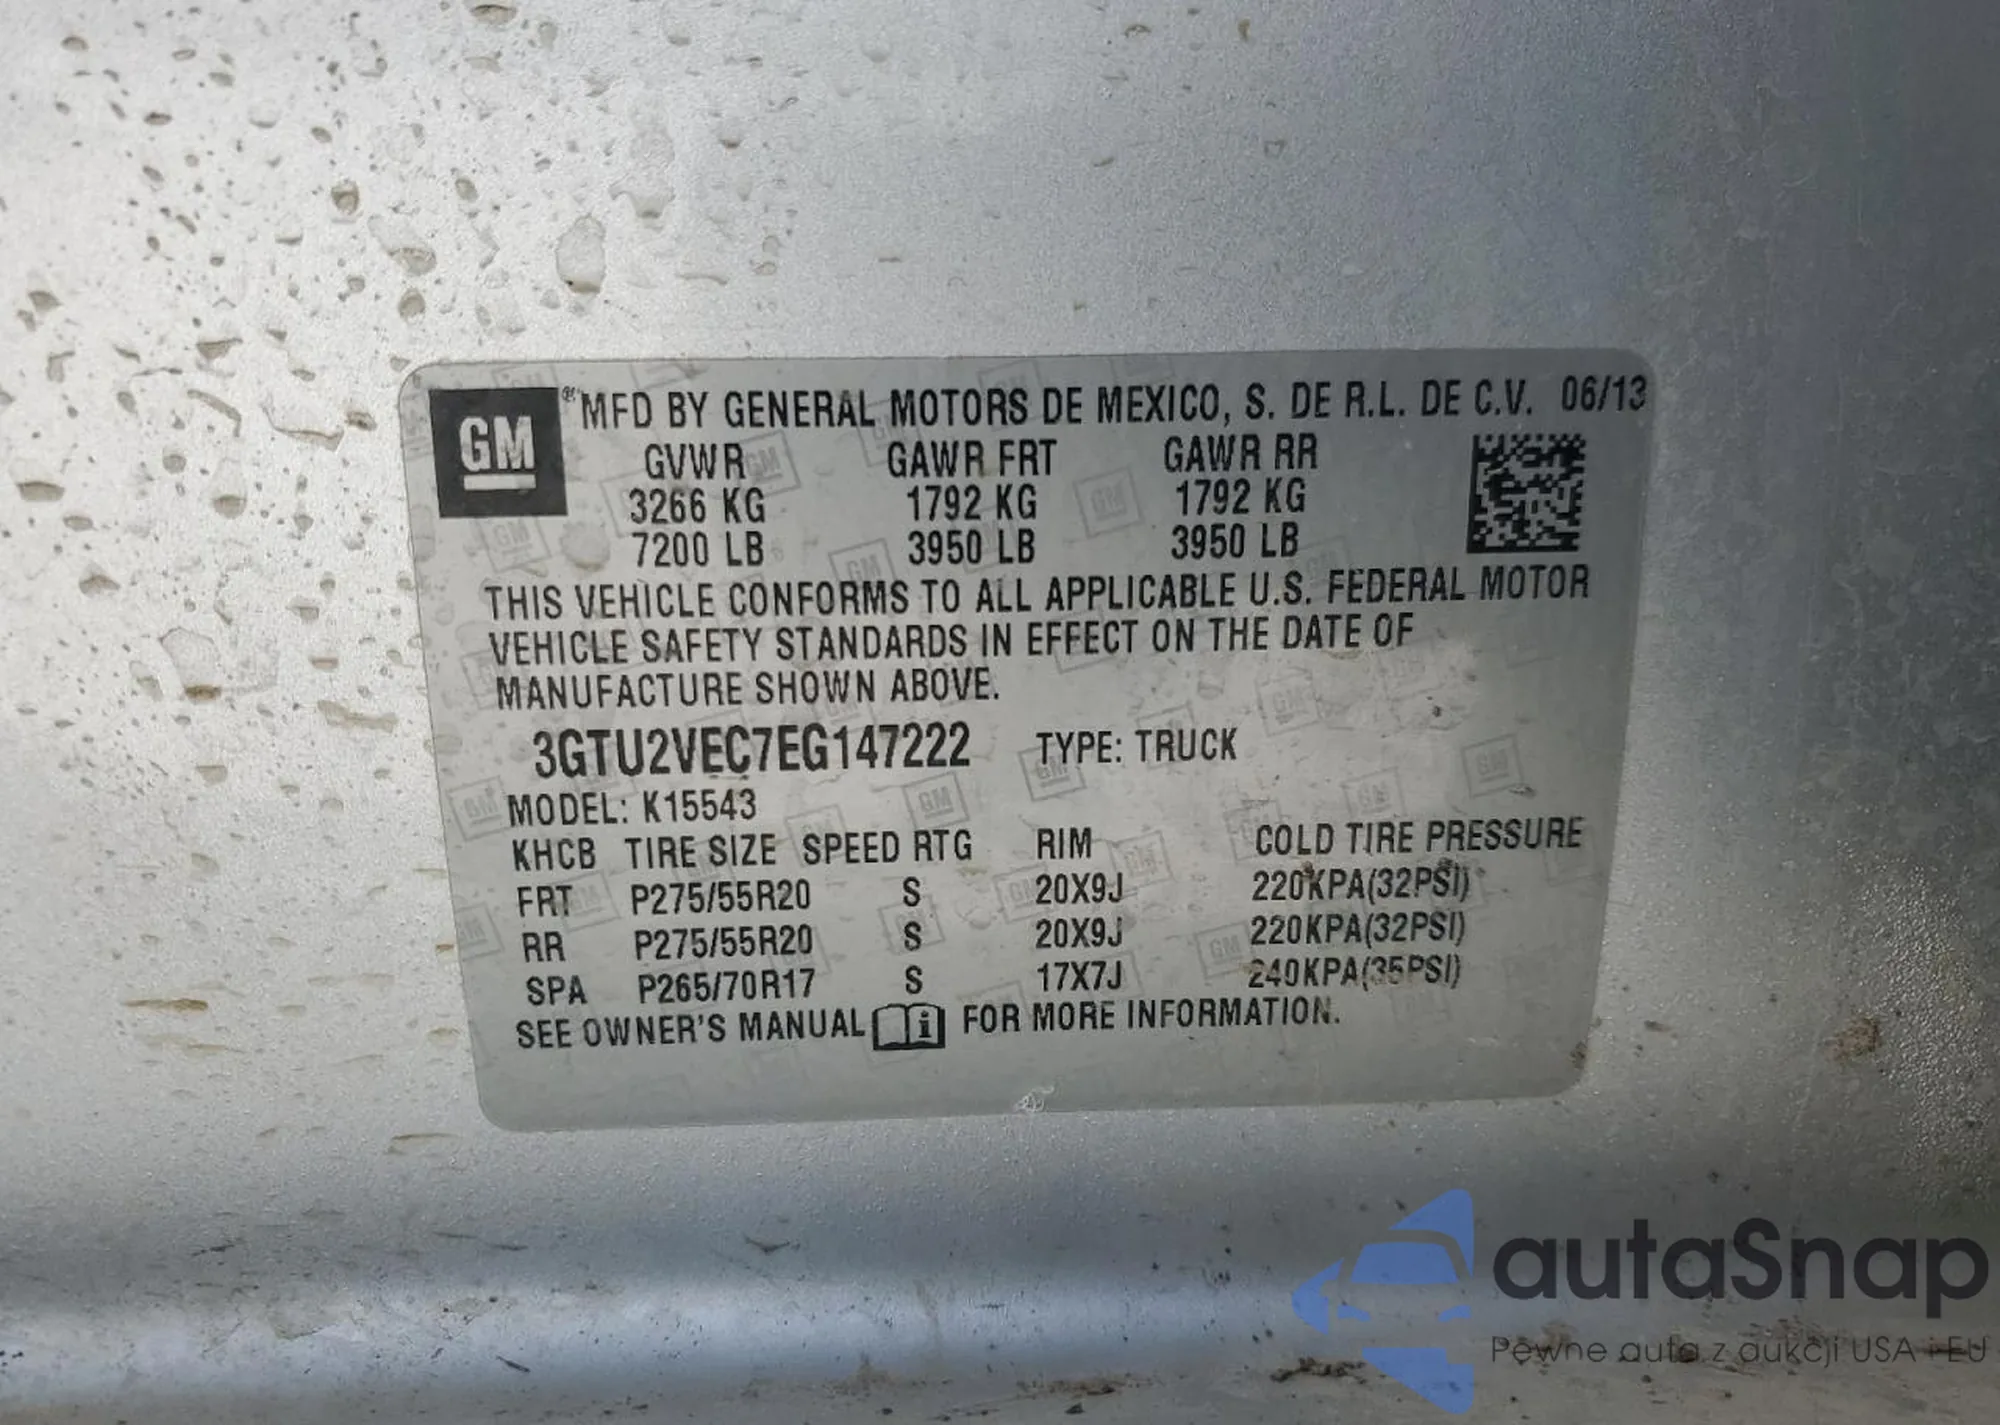 GM
® MFD BY GENERAL MOTORS DE MEXICO, S. DE R.L. DE C.V. 06/13
GVWR GAWR FRT GAWR RR
3266 KG 1792 KG 1792 KG
7200 LB 3950 LB 3950 LB
THIS VEHICLE CONFORMS TO ALL APPLICABLE U.S. FEDERAL MOTOR
VEHICLE SAFETY STANDARDS IN EFFECT ON THE DATE OF
MANUFACTURE SHOWN ABOVE.
3GTU2VEC7EG147222 TYPE: TRUCK
MODEL: K15543
KHCB TIRE SIZE SPEED RTG RIM COLD TIRE PRESSURE
FRT P275/55R20 S 20X9J 220KPA(32PSI)
RR P275/55R20 S 20X9J 220KPA(32PSI)
SPA P265/70R17 S 17X7J 240KPA(35PSI)
SEE OWNER'S MANUAL i FOR MORE INFORMATION.
autaSnap
Pewne auta z aukcji USA i EU